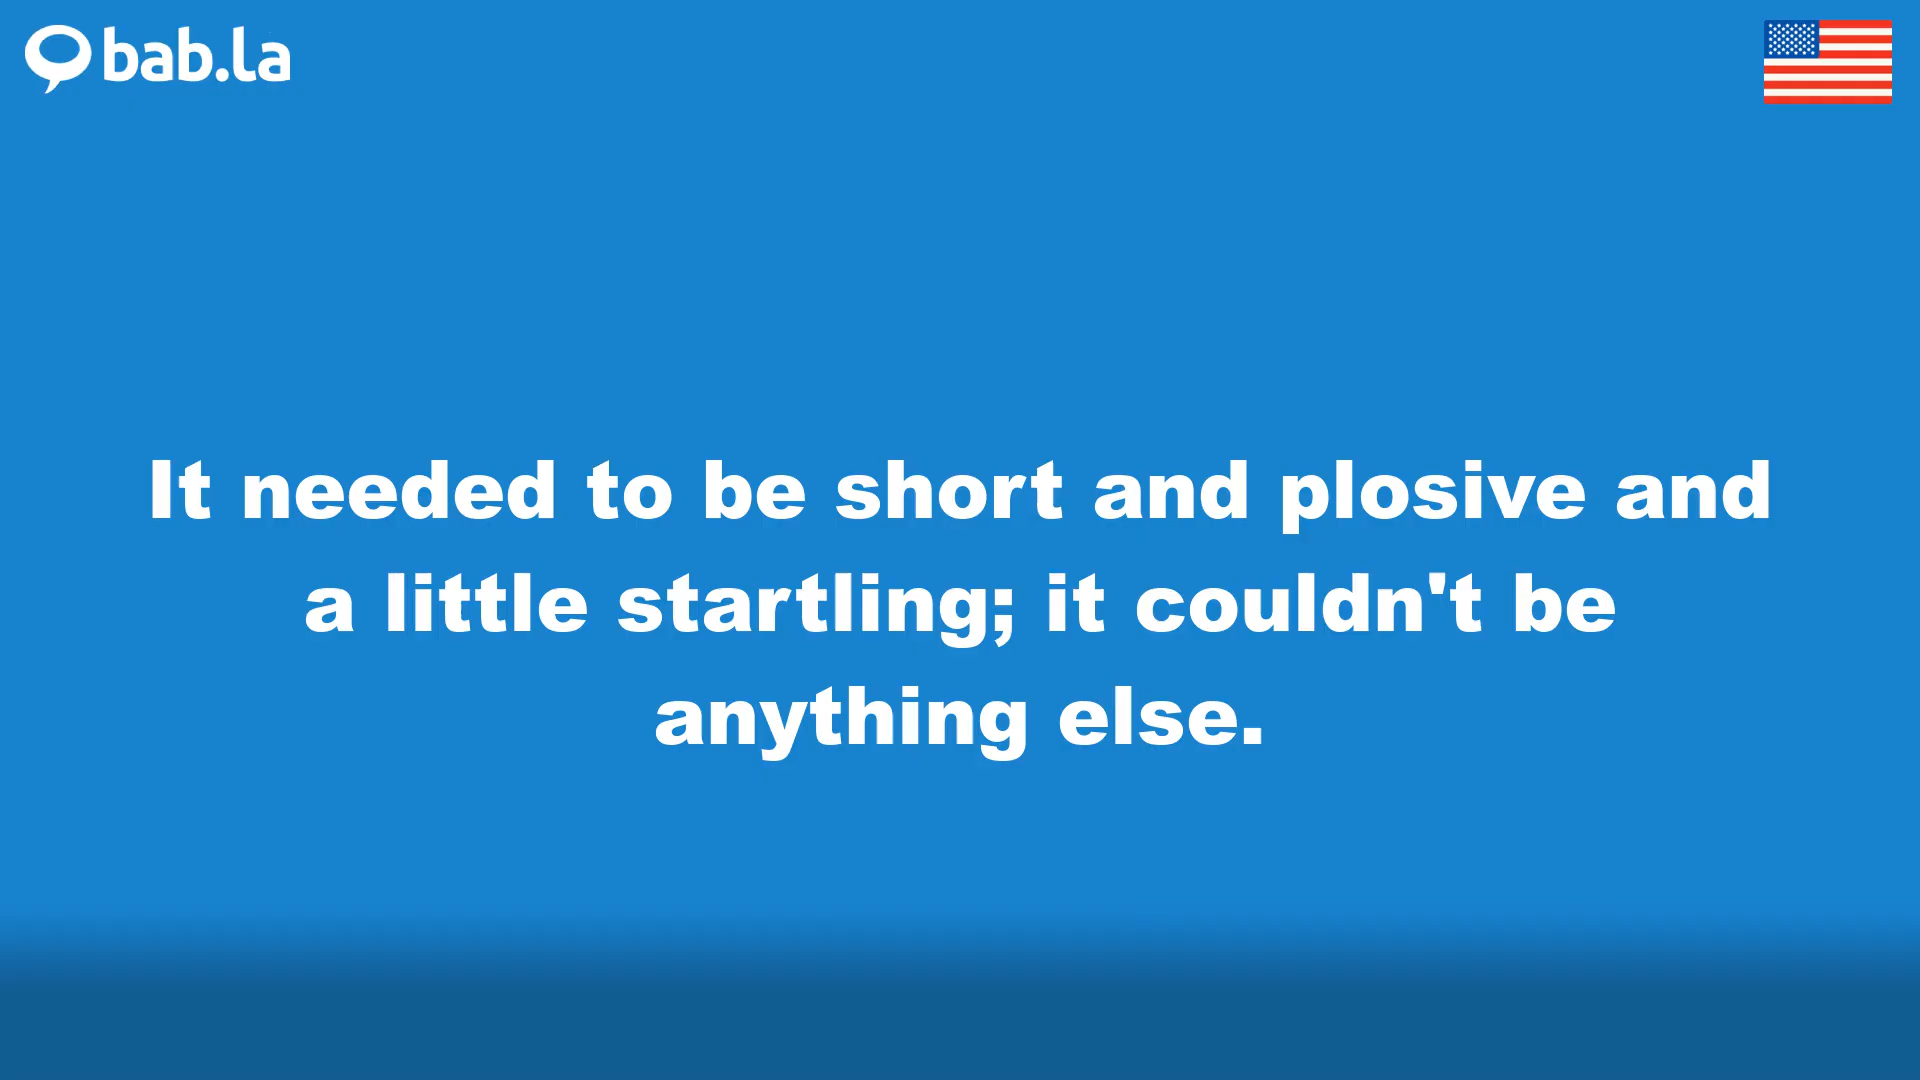 bab.la
It needed to be short and plosive and
a little startling; it couldn't be
anything else.